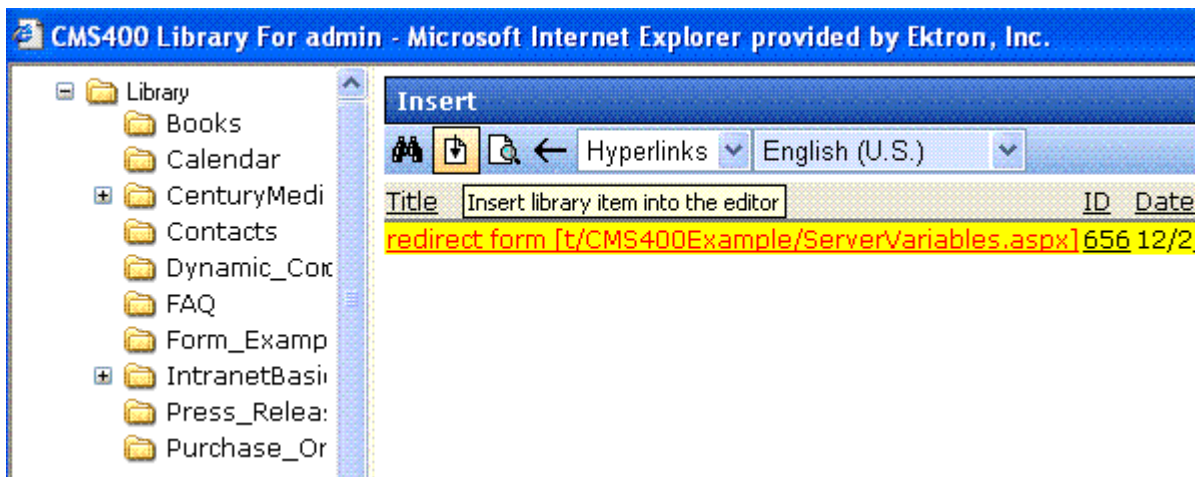 CMS400 Library For admin - Microsoft Internet Explorer provided by Ektron, Inc.
Library
Books
Calendar
CenturyMedi
Contacts
Dynamic_Cor
FAQ
Form_Examp
IntranetBasi
Press_Relea
Purchase_Or
Insert
Hyperlinks English (U.S.)
Title Insert library item into the editor ID Date
redirect form [t/CMS400Example/ServerVariables.aspx] 656 12/2